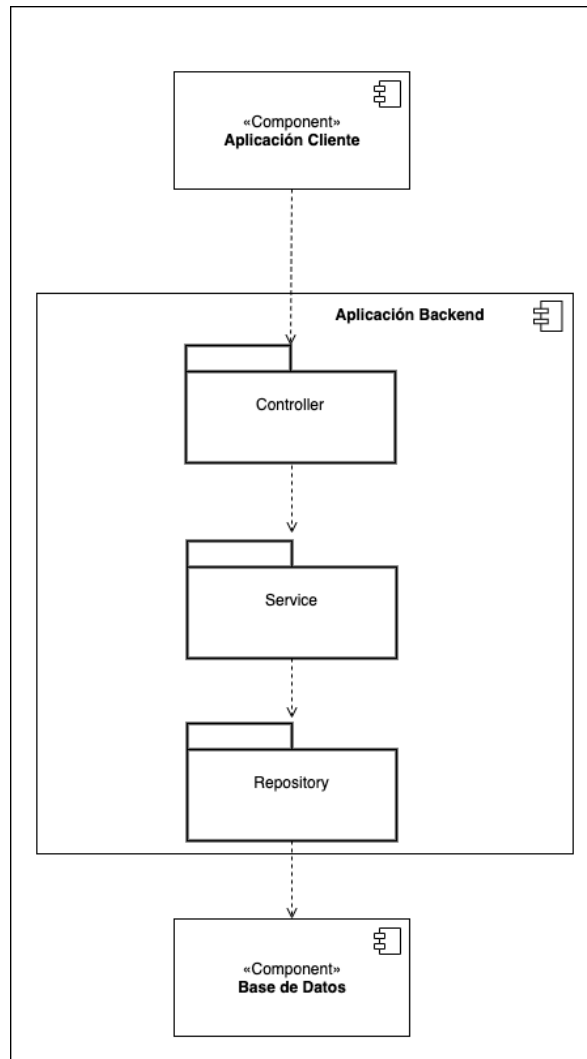 «Component»
Aplicación Cliente
Aplicación Backend
Controller
Service
Repository
«Component»
Base de Datos